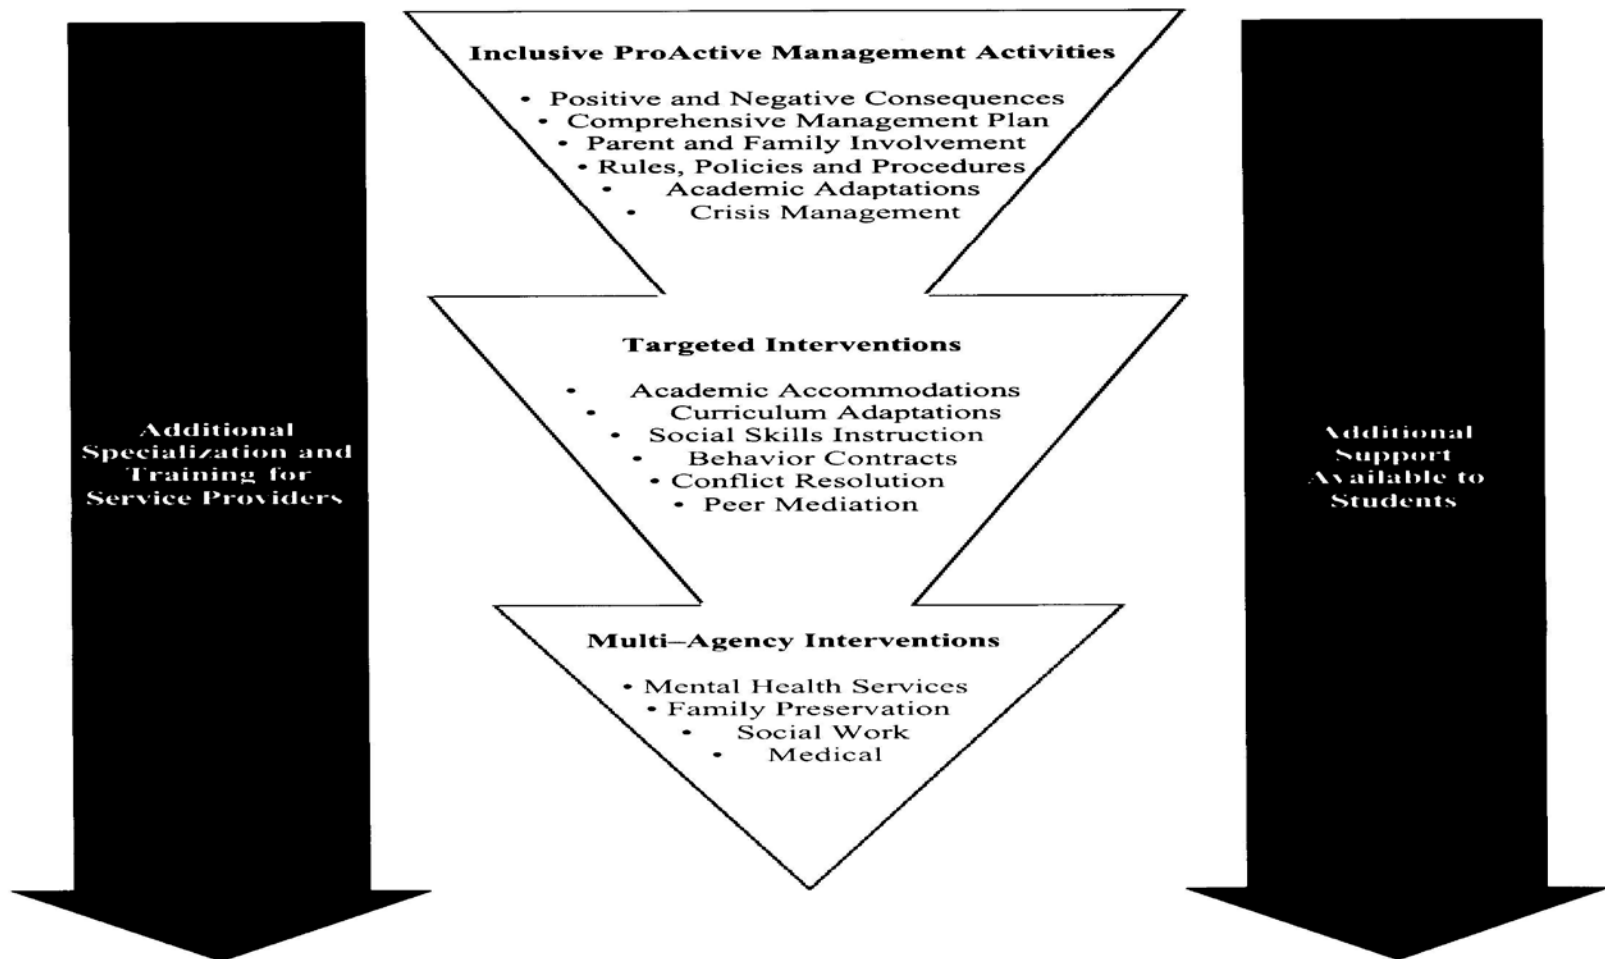 Inclusive ProActive Management Activities
• Positive and Negative Consequences
• Comprehensive Management Plan
• Parent and Family Involvement
• Rules, Policies and Procedures
• Academic Adaptations
• Crisis Management
Targeted Interventions
• Academic Accommodations
• Curriculum Adaptations
• Social Skills Instruction
• Behavior Contracts
• Conflict Resolution
• Peer Mediation
Multi–Agency Interventions
• Mental Health Services
• Family Preservation
• Social Work
• Medical
Additional
Specialization and
Training for
Service Providers
Additional
Support
Available to
Students